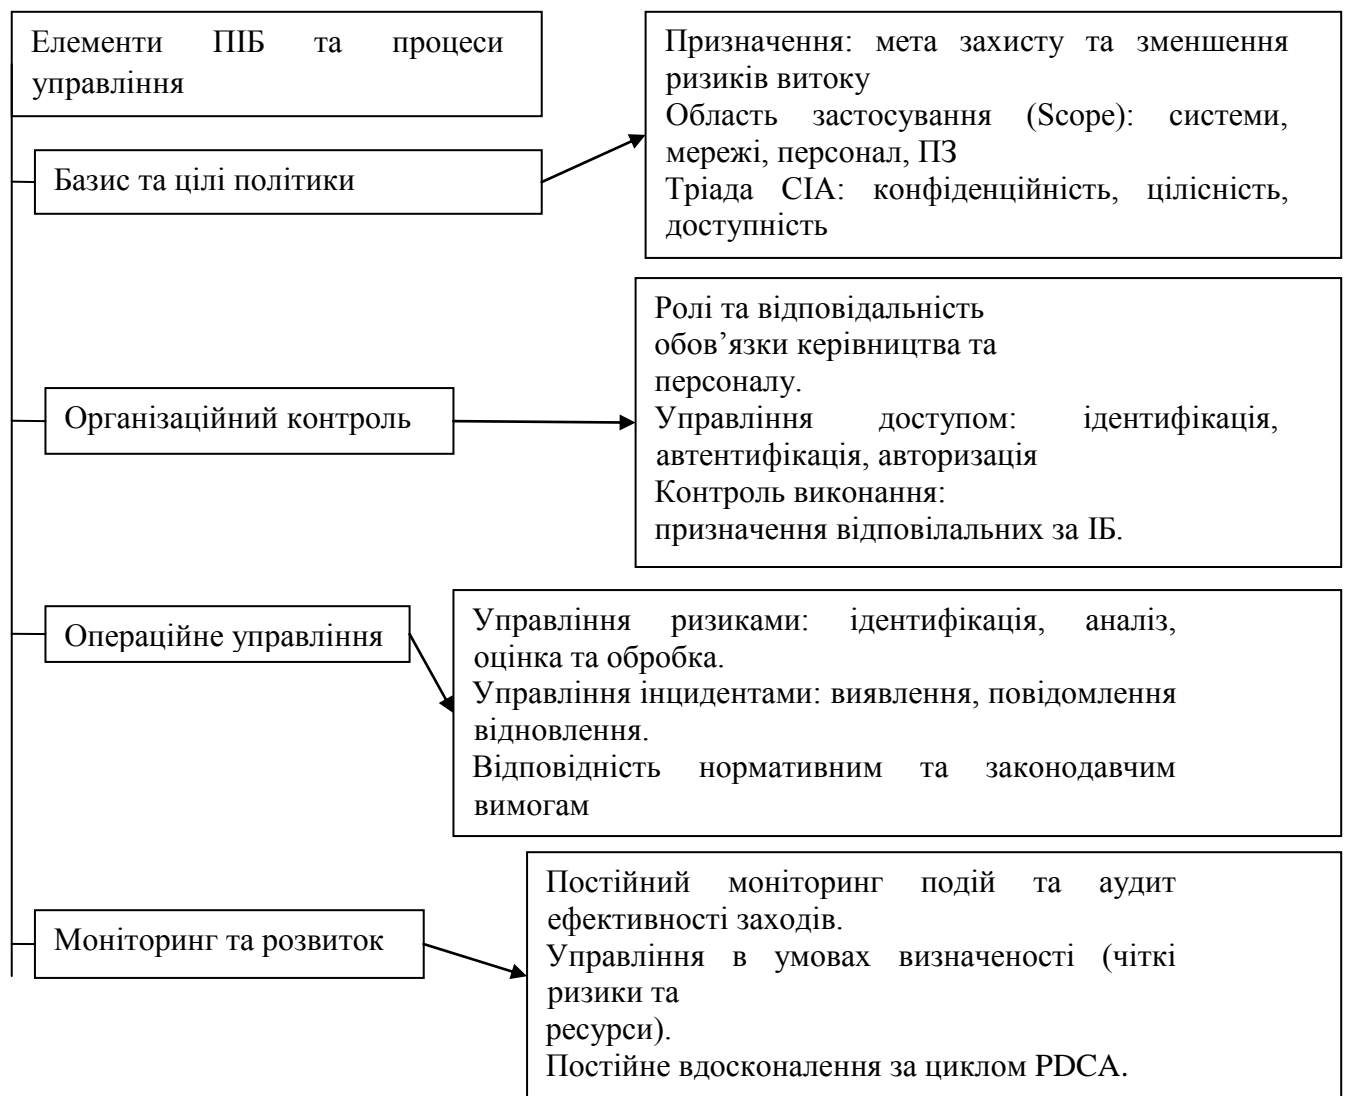 Елементи ПІБ та процеси
управління
Призначення: мета захисту та зменшення
ризиків витоку
Область застосування (Scope): системи,
мережі, персонал, ПЗ
Тріада CIA: конфіденційність, цілісність,
доступність
Базис та цілі політики
Ролі та відповідальність
обов’язки керівництва та
персоналу.
Управління доступом: ідентифікація,
автентифікація, авторизація
Контроль виконання:
призначення відповілальних за ІБ.
Організаційний контроль
Управління ризиками: ідентифікація, аналіз,
оцінка та обробка.
Управління інцидентами: виявлення, повідомлення
відновлення.
Відповідність нормативним та законодавчим
вимогам
Операційне управління
Постійний моніторинг подій та аудит
ефективності заходів.
Управління в умовах визначеності (чіткі
ризики та
ресурси).
Постійне вдосконалення за циклом PDCA.
Моніторинг та розвиток